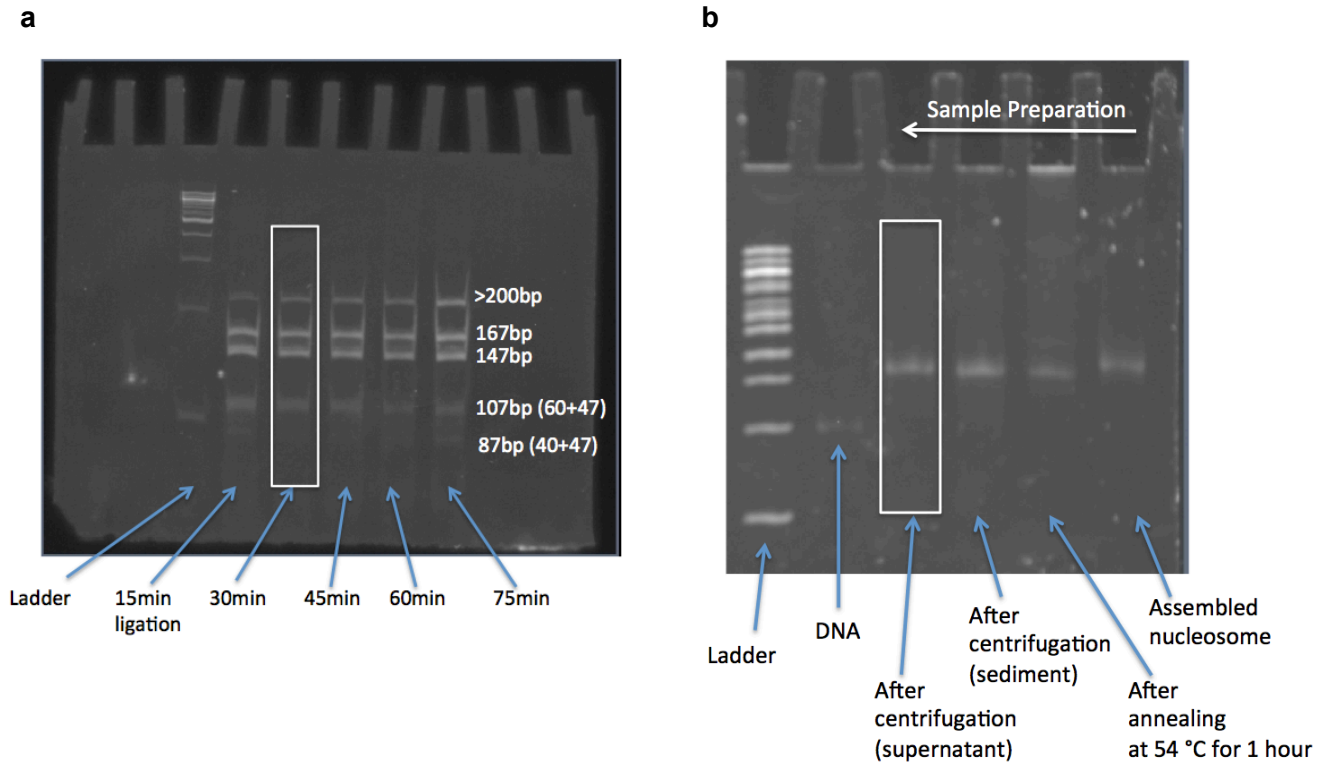 a
>200bp
167bp
147bp
107bp (60+47)
87bp (40+47)
Ladder
15min
ligation
30min
45min
60min
75min
b
Sample Preparation
Ladder
DNA
After
centrifugation
(supernatant)
After
centrifugation
(sediment)
After
annealing
at 54 °C for 1 hour
Assembled
nucleosome